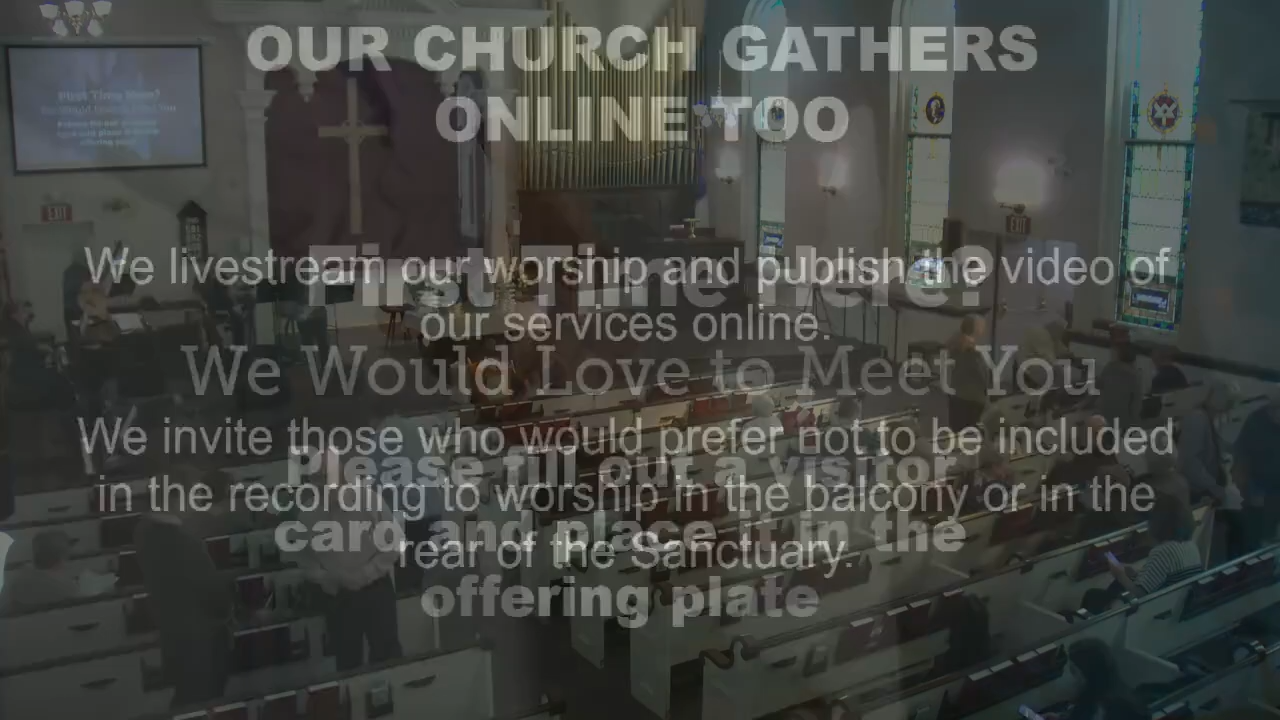 OUR CHURCH GATHERS
ONLINE TOO
We livestream our worship and publish the video of
our services online.
We invite those who would prefer not to be included
in the recording to worship in the balcony or in the
rear of the Sanctuary.
First Time Here?
We Would Love to Meet You
Please fill out a visitor
card and place it in the
offering plate
First Time Here?
EXIT
EXIT